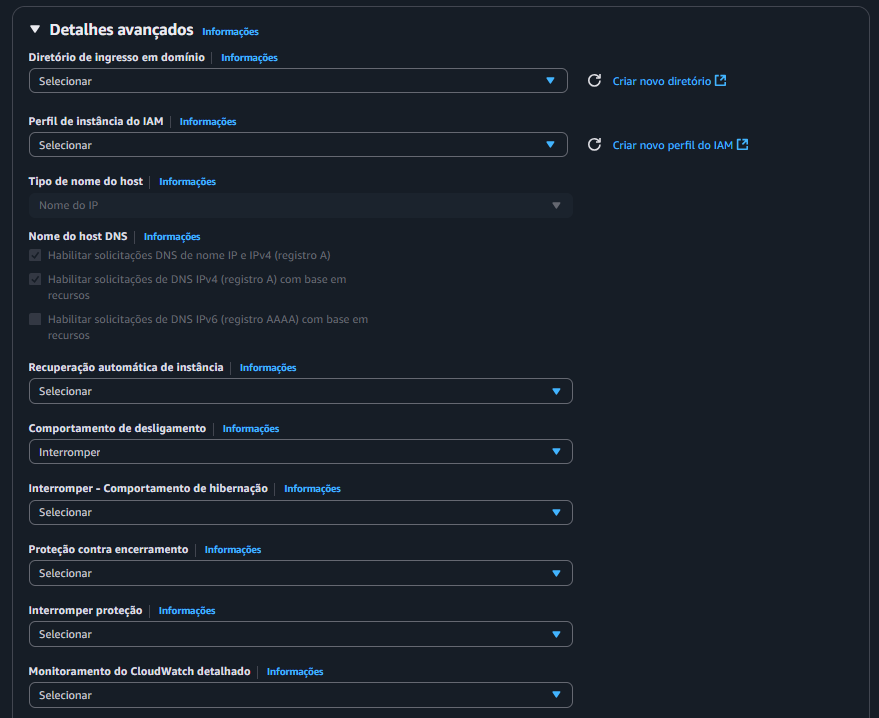 Detalhes avançados Informações
Diretório de ingresso em domínio Informações
Selecionar
Criar novo diretório
Perfil de instância do IAM Informações
Selecionar
Criar novo perfil do IAM
Tipo de nome do host Informações
Nome do IP
Nome do host DNS Informações
Habilitar solicitações DNS de nome IP e IPv4 (registro A)
Habilitar solicitações de DNS IPv4 (registro A) com base em
recursos
Habilitar solicitações de DNS IPv6 (registro AAAA) com base em
recursos
Recuperação automática de instância Informações
Selecionar
Comportamento de desligamento Informações
Interromper
Interromper - Comportamento de hibernação Informações
Selecionar
Proteção contra encerramento Informações
Selecionar
Interromper proteção Informações
Selecionar
Monitoramento do CloudWatch detalhado Informações
Selecionar